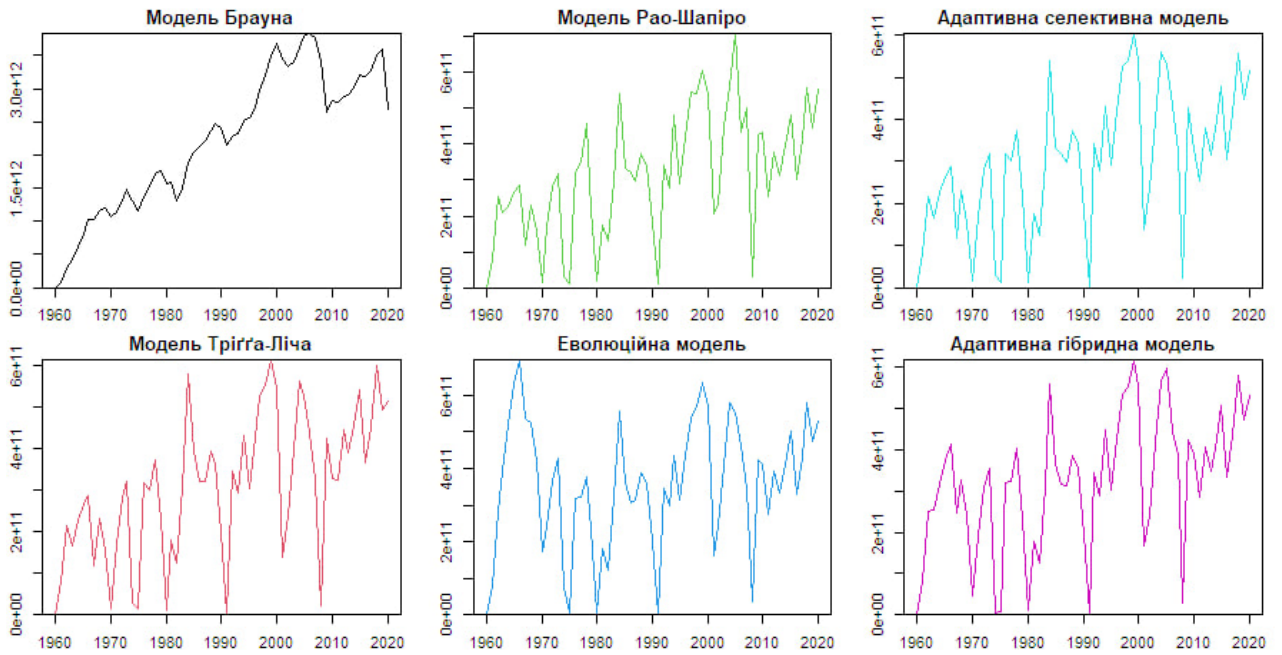 Модель Брауна
Модель Рао-Шапіро
Адаптивна селективна модель
0.0e+00 1.5e+12 3.0e+12
1960 1970 1980 1990 2000 2010 2020
0e+00 2e+11 4e+11 6e+11
1960 1970 1980 1990 2000 2010 2020
0e+00 2e+11 4e+11 6e+11
1960 1970 1980 1990 2000 2010 2020
Модель Тріґґа-Ліча
Еволюційна модель
Адаптивна гібридна модель
0e+00 2e+11 4e+11 6e+11
1960 1970 1980 1990 2000 2010 2020
0e+00 2e+11 4e+11 6e+11
1960 1970 1980 1990 2000 2010 2020
0e+00 2e+11 4e+11 6e+11
1960 1970 1980 1990 2000 2010 2020